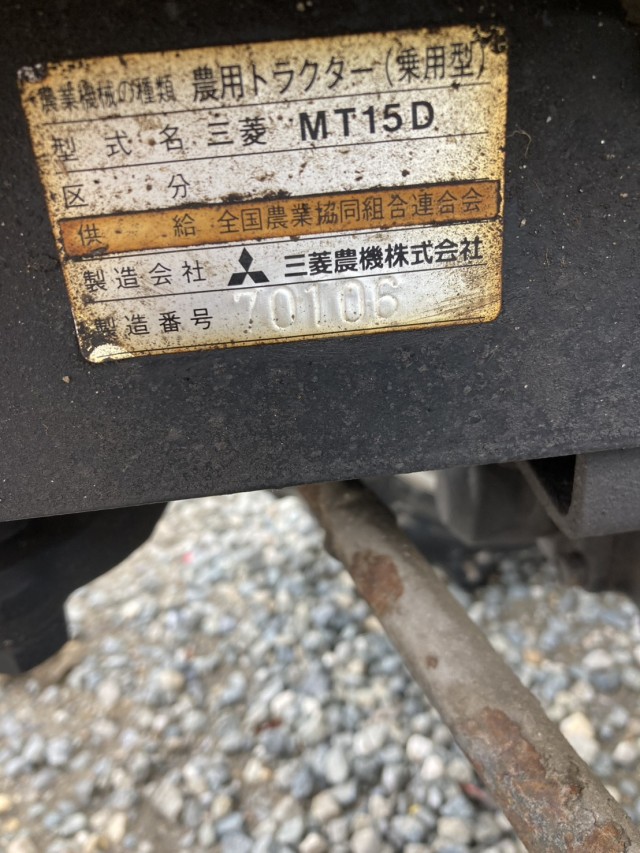 農業機械の種類 農用トラクター(乗用型)
型式名 三菱 MT15D
区分
供給 全国農業協同組合連合会
製造会社 三菱農機株式会社
製造番号 70106